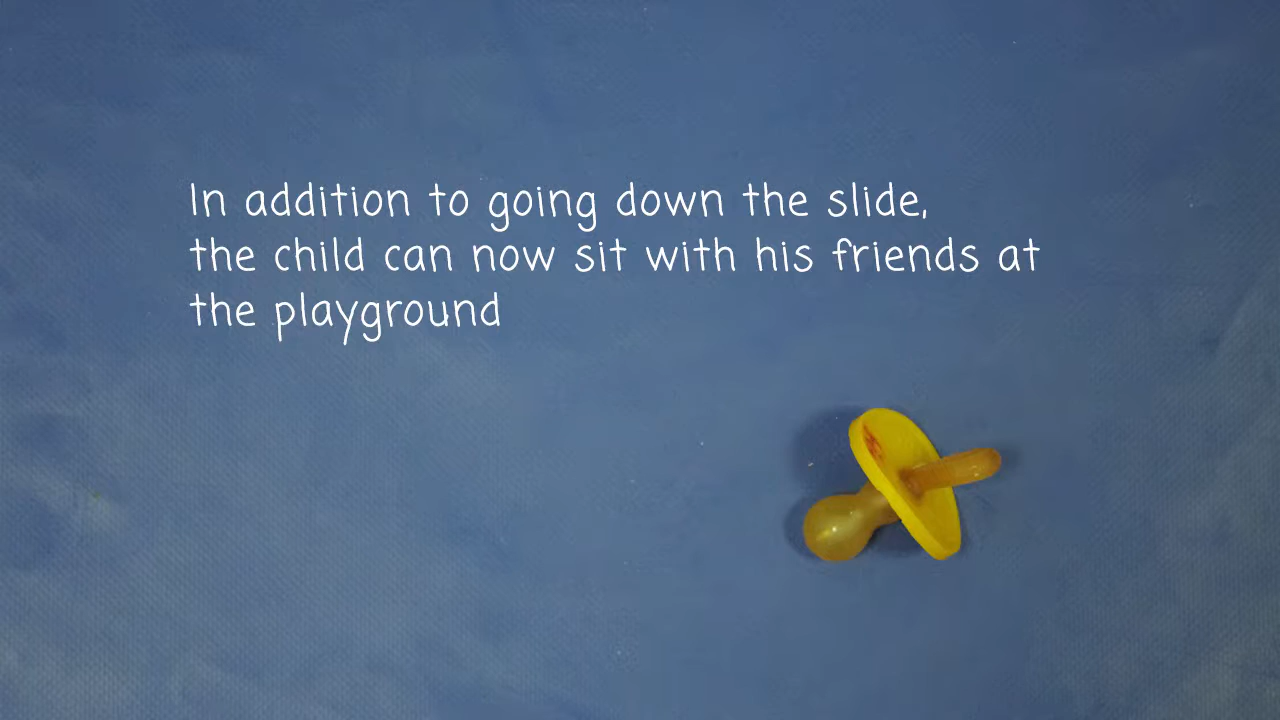 In addition to going down the slide,
the child can now sit with his friends at
the playground